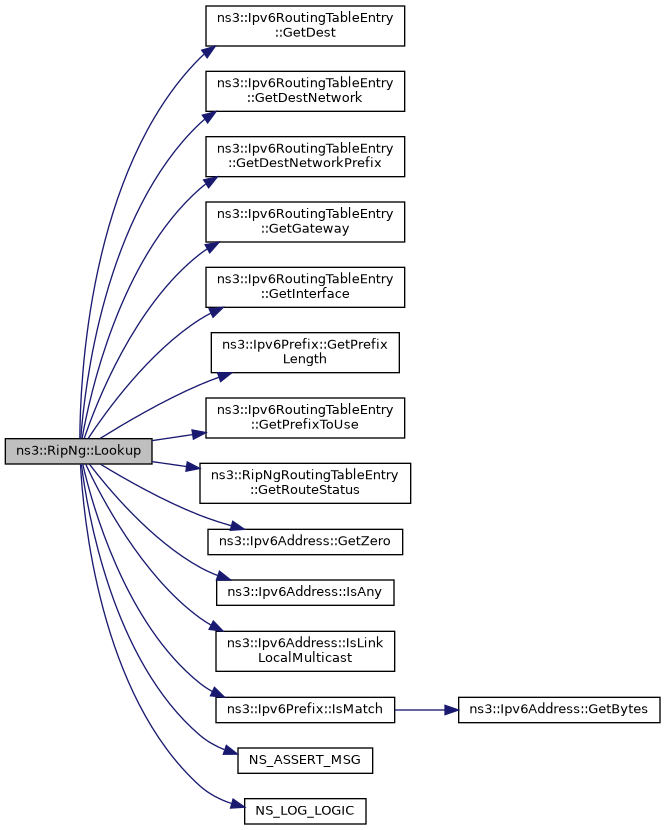 ns3::Ipv6RoutingTableEntry
::GetDest
ns3::Ipv6RoutingTableEntry
::GetDestNetwork
ns3::Ipv6RoutingTableEntry
::GetDestNetworkPrefix
ns3::Ipv6RoutingTableEntry
::GetGateway
ns3::Ipv6RoutingTableEntry
::GetInterface
ns3::Ipv6Prefix::GetPrefix
Length
ns3::Ipv6RoutingTableEntry
::GetPrefixToUse
ns3::RipNg::Lookup
ns3::RipNgRoutingTableEntry
::GetRouteStatus
ns3::Ipv6Address::GetZero
ns3::Ipv6Address::IsAny
ns3::Ipv6Address::IsLink
LocalMulticast
ns3::Ipv6Prefix::IsMatch
ns3::Ipv6Address::GetBytes
NS_ASSERT_MSG
NS_LOG_LOGIC